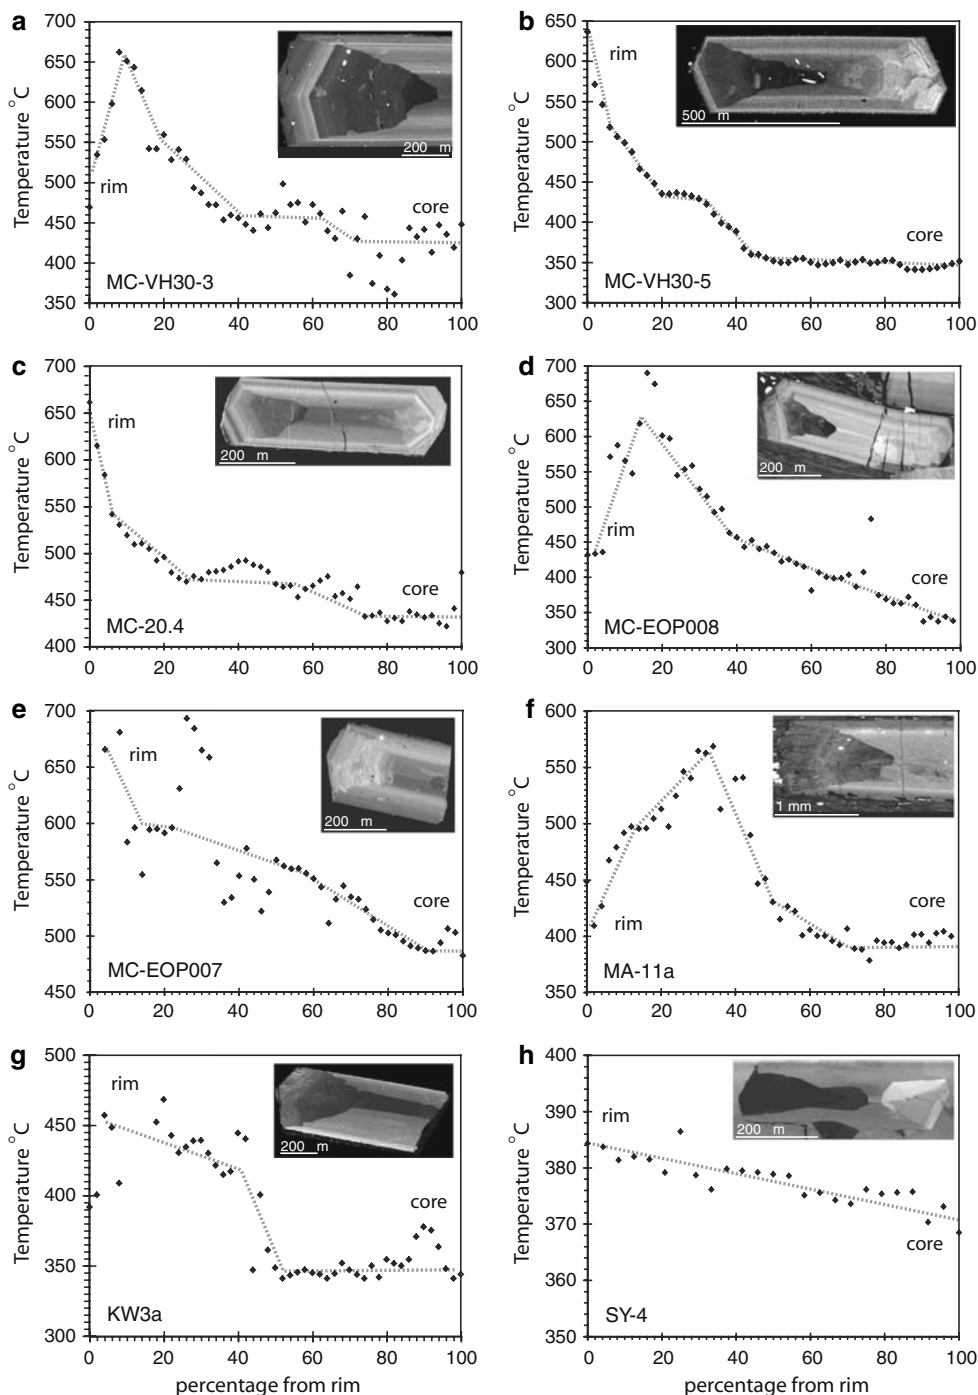 a
700
650
600
550
500
450
400
350
Temperature °C
rim
core
200 m
MC-VH30-3
0 20 40 60 80 100
b
650
600
550
500
450
400
350
300
Temperature °C
rim
core
500 m
MC-VH30-5
0 20 40 60 80 100
c
700
650
600
550
500
450
400
Temperature °C
rim
core
200 m
MC-20.4
0 20 40 60 80 100
d
700
650
600
550
500
450
400
350
300
Temperature °C
rim
core
200 m
MC-EOP008
0 20 40 60 80 100
e
700
650
600
550
500
450
Temperature °C
rim
core
200 m
MC-EOP007
0 20 40 60 80 100
f
600
550
500
450
400
350
Temperature °C
rim
core
1 mm
MA-11a
0 20 40 60 80 100
g
500
450
400
350
300
Temperature °C
rim
core
200 m
KW3a
0 20 40 60 80 100
percentage from rim
h
400
390
380
370
360
350
Temperature °C
rim
core
200 m
SY-4
0 20 40 60 80 100
percentage from rim